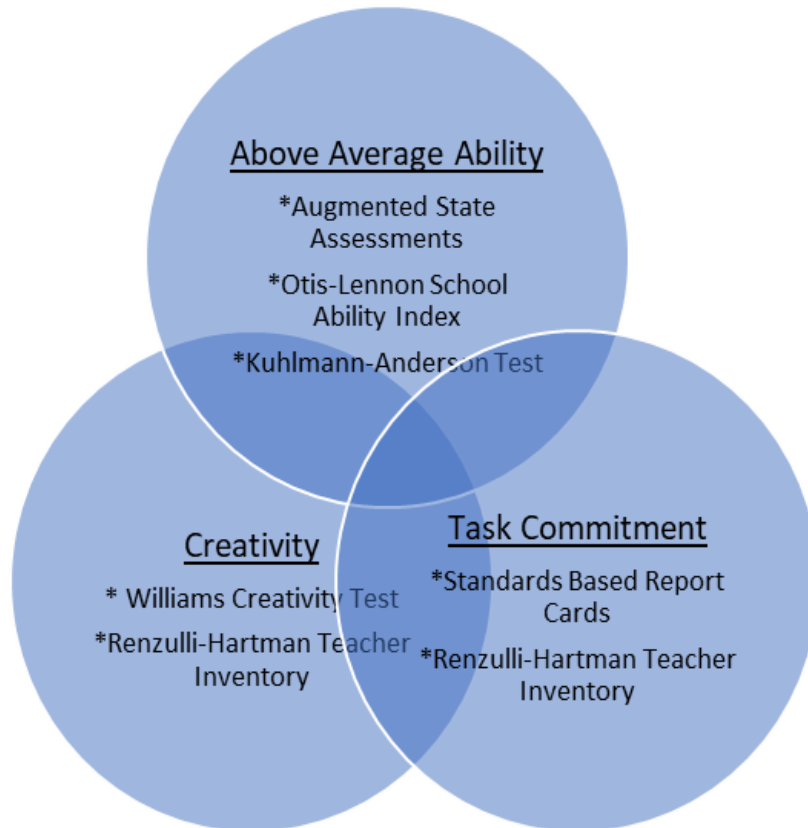 Above Average Ability
*Augmented State
Assessments
*Otis-Lennon School
Ability Index
*Kuhlmann-Anderson Test
Creativity
* Williams Creativity Test
*Renzulli-Hartman Teacher
Inventory
Task Commitment
*Standards Based Report
Cards
*Renzulli-Hartman Teacher
Inventory